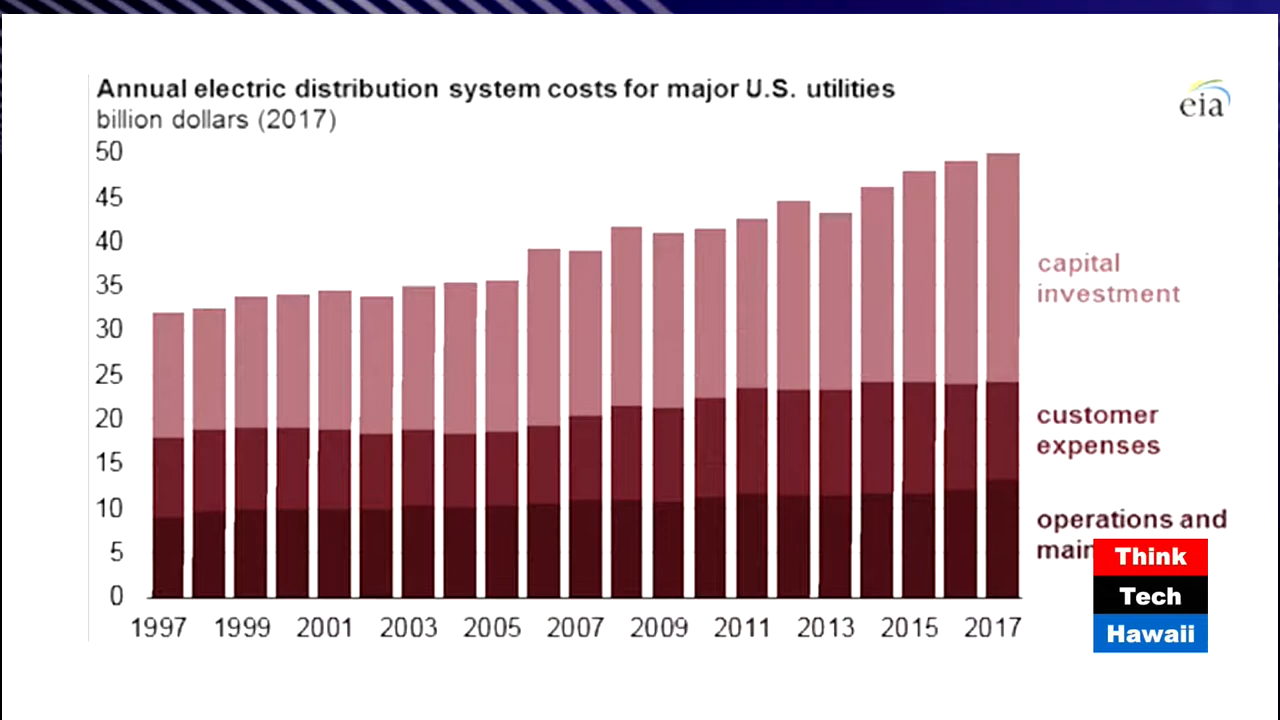 Annual electric distribution system costs for major U.S. utilities
billion dollars (2017)
eia
50
45
40
35
30
25
20
15
10
5
0
capital
investment
customer
expenses
operations and
Think
Tech
Hawaii
1997 1999 2001 2003 2005 2007 2009 2011 2013 2015 2017